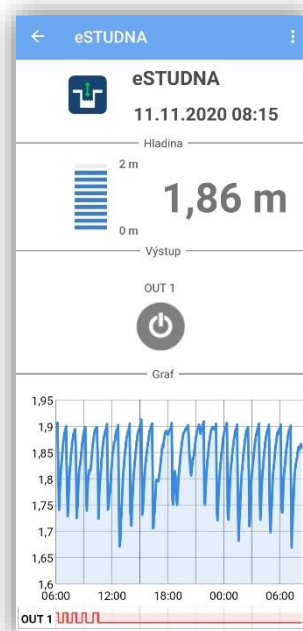 eSTUDNA
eSTUDNA
11.11.2020 08:15
Hladina
2 m
1,86 m
0 m
Výstup
OUT 1
Graf
1,95
1,9
1,85
1,8
1,75
1,7
1,65
1,6
06:00 12:00 18:00 00:00 06:00
OUT 1